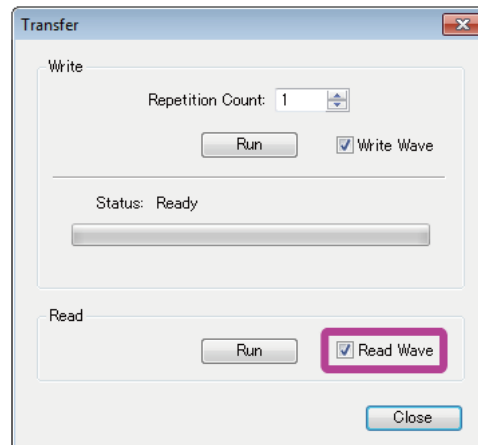 Transfer
Write
Repetition Count: 1
Run
Write Wave
Status: Ready
Read
Run
Read Wave
Close